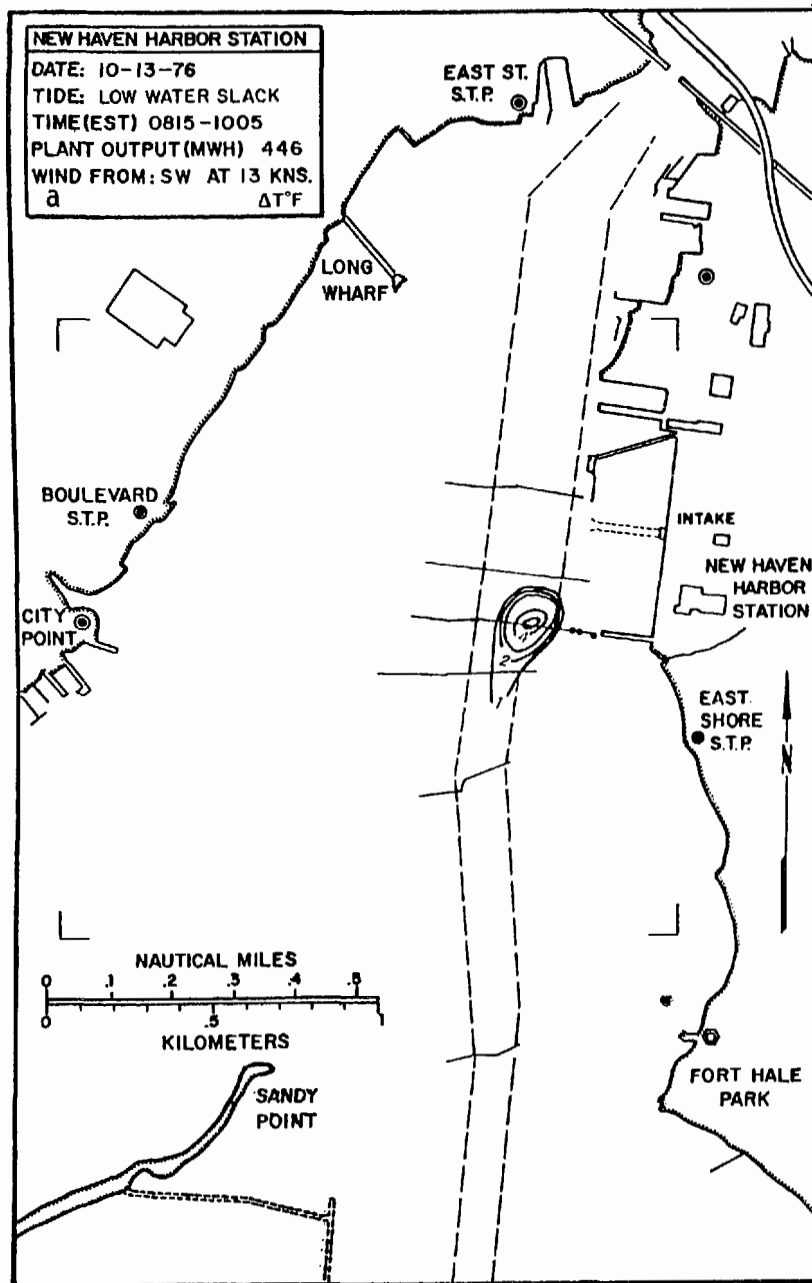 NEW HAVEN HARBOR STATION
DATE: 10-13-76
TIDE: LOW WATER SLACK
TIME(EST) 0815-1005
PLANT OUTPUT(MWH) 446
WIND FROM: SW AT 13 KNS.
a ΔT°F
EAST ST.
S.T.P.
LONG
WHARF
BOULEVARD
S.T.P.
INTAKE
NEW HAVEN
HARBOR
STATION
CITY
POINT
2
1
EAST
SHORE
S.T.P.
N
NAUTICAL MILES
0 .1 .2 .3 .4 .5
0 .5 1
KILOMETERS
SANDY
POINT
FORT HALE
PARK